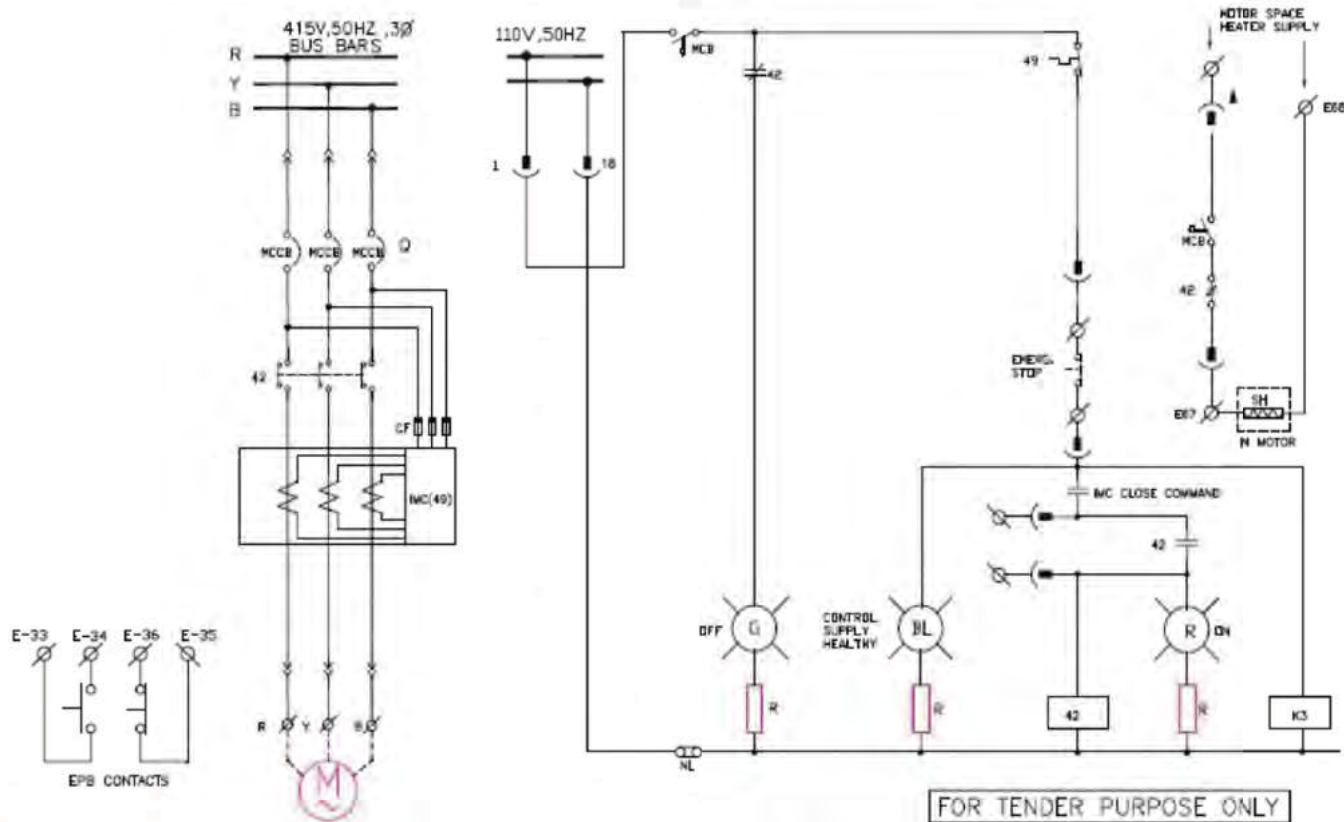 415V,50HZ ,3Ø
BUS BARS
R
Y
B
110V,50HZ
MCB
42
49
MOTOR SPACE
HEATER SUPPLY
E68
1
18
MCCB
MCCB
MCCB
Q
MCB
42
42
EMERG.
STOP
CF
IMC(49)
E67
SH
IN MOTOR
IMC CLOSE COMMAND
42
E-33
E-34
E-36
E-35
EPB CONTACTS
OFF
G
CONTROL
SUPPLY
HEALTHY
BL
R
ON
R
R
42
R
K3
R
Y
B
M
~
NL
FOR TENDER PURPOSE ONLY